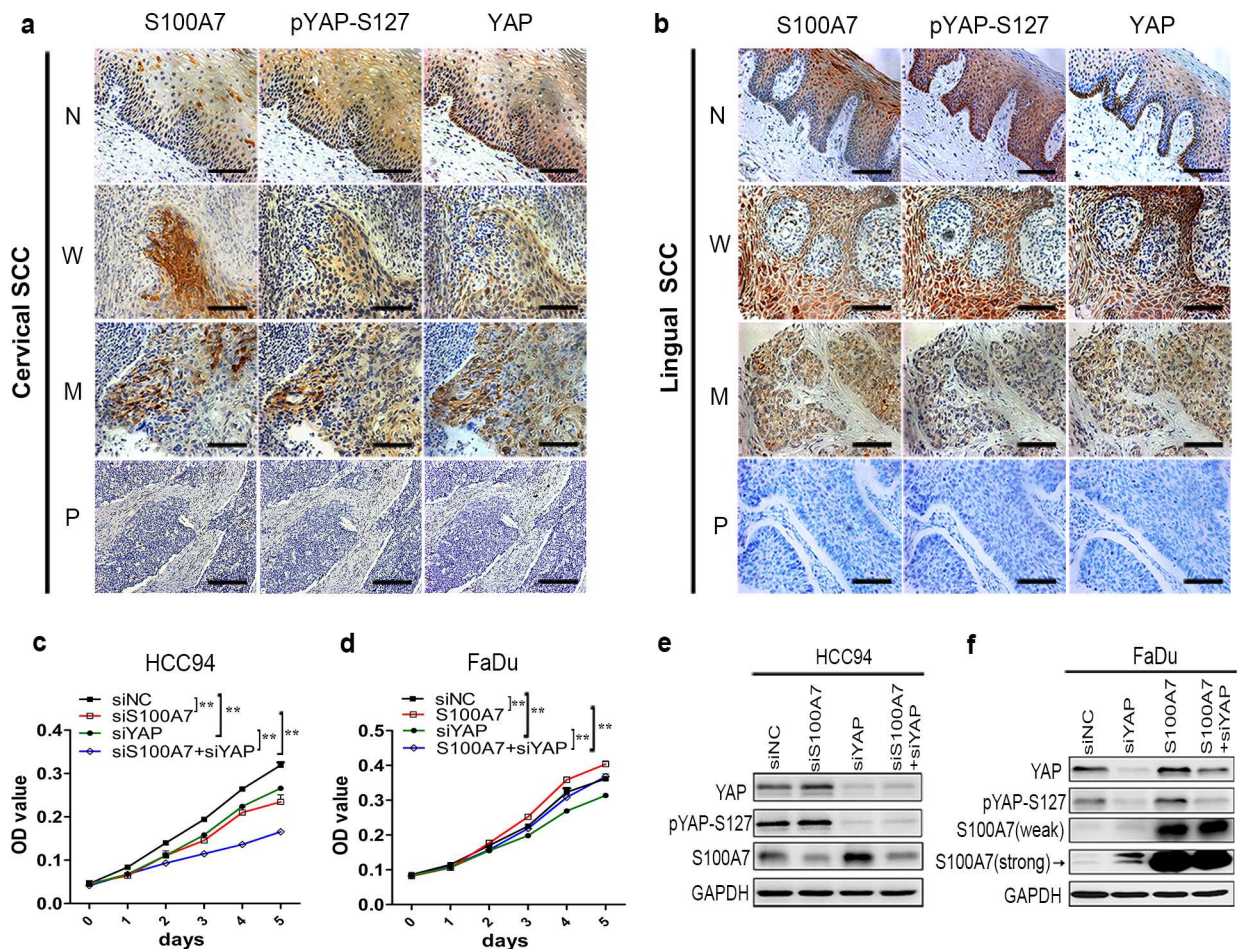 a
S100A7 pYAP-S127 YAP
Cervical SCC
N
W
M
P
b
S100A7 pYAP-S127 YAP
Lingual SCC
N
W
M
P
c
HCC94
siNC
siS100A7
siYAP
siS100A7+siYAP
** ** ** **
OD value
0.4
0.3
0.2
0.1
0.0
0 1 2 3 4 5
days
d
FaDu
siNC
S100A7
siYAP
S100A7+siYAP
** ** ** **
OD value
0.5
0.4
0.3
0.2
0.1
0.0
0 1 2 3 4 5
days
e
HCC94
siNC
siS100A7
siYAP
siS100A7
+siYAP
YAP
pYAP-S127
S100A7
GAPDH
f
FaDu
siNC
siYAP
S100A7
S100A7
+siYAP
YAP
pYAP-S127
S100A7(weak)
S100A7(strong)→
GAPDH